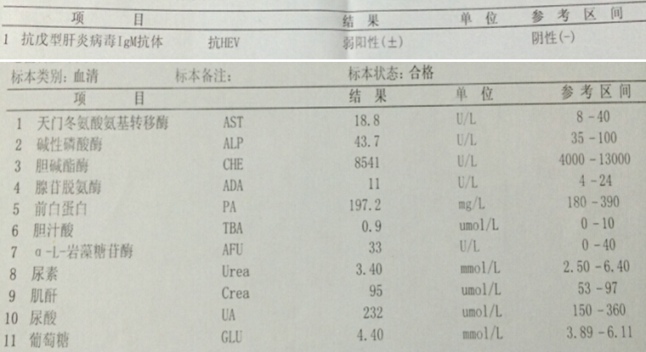 项 目 结 果 单 位 参 考 区 间
1 抗戊型肝炎病毒IgM抗体 抗HEV 弱阳性(±) 阴性(-)
标本类别: 血清 标本备注: 标本状态: 合格
项 目 结 果 单 位 参 考 区 间
1 天门冬氨酸氨基转移酶 AST 18.8 U/L 8-40
2 碱性磷酸酶 ALP 43.7 U/L 35-100
3 胆碱酯酶 CHE 8541 U/L 4000-13000
4 腺苷脱氨酶 ADA 11 U/L 4-24
5 前白蛋白 PA 197.2 mg/L 180-390
6 胆汁酸 TBA 0.9 umol/L 0-10
7 α-L-岩藻糖苷酶 AFU 33 U/L 0-40
8 尿素 Urea 3.40 mmol/L 2.50-6.40
9 肌酐 Crea 95 umol/L 53-97
10 尿酸 UA 232 umol/L 150-360
11 葡萄糖 GLU 4.40 mmol/L 3.89-6.11